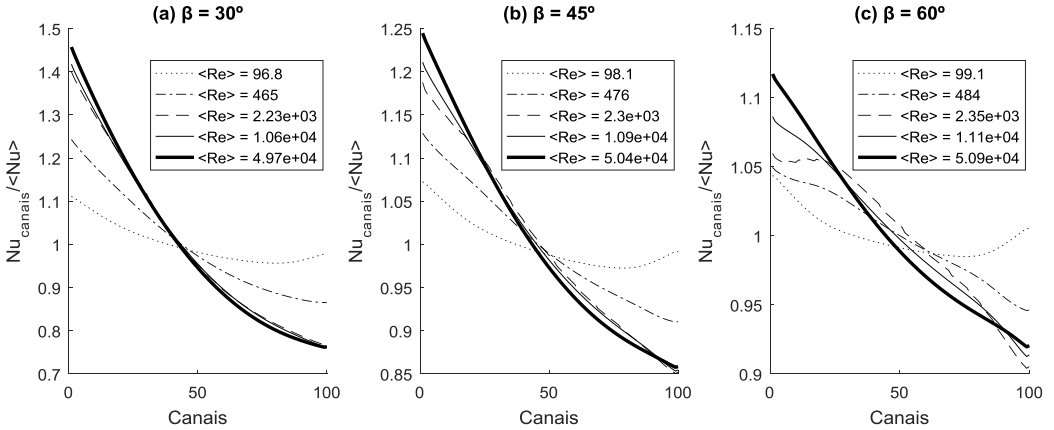 (a) β = 30º
1.5
1.4
1.3
1.2
1.1
1
0.9
0.8
0.7
0
50
100
Nu_canais/<Nu>
Canais
<Re> = 96.8
<Re> = 465
<Re> = 2.23e+03
<Re> = 1.06e+04
<Re> = 4.97e+04
(b) β = 45º
1.25
1.2
1.15
1.1
1.05
1
0.95
0.9
0.85
0
50
100
Nu_canais/<Nu>
Canais
<Re> = 98.1
<Re> = 476
<Re> = 2.3e+03
<Re> = 1.09e+04
<Re> = 5.04e+04
(c) β = 60º
1.15
1.1
1.05
1
0.95
0.9
0
50
100
Nu_canais/<Nu>
Canais
<Re> = 99.1
<Re> = 484
<Re> = 2.35e+03
<Re> = 1.11e+04
<Re> = 5.09e+04